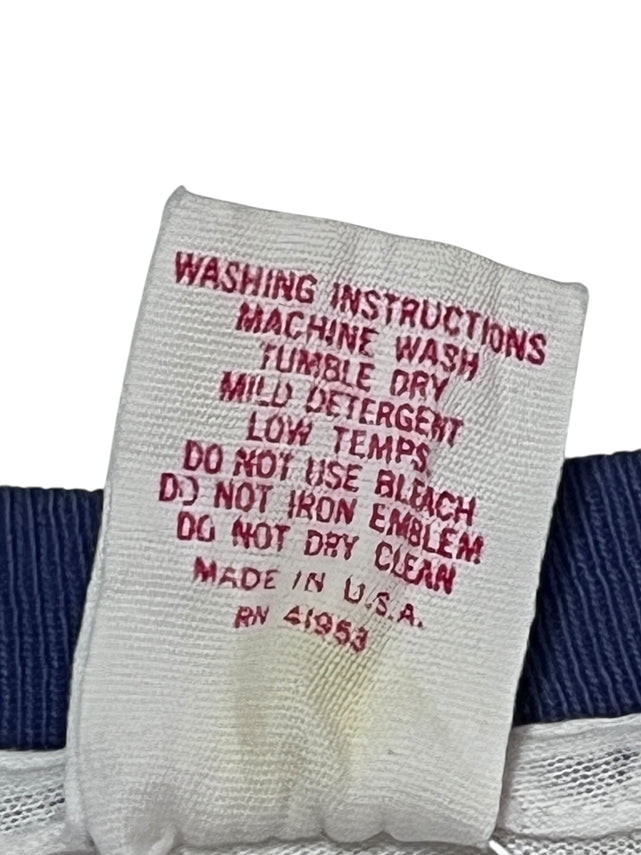 WASHING INSTRUCTIONS
MACHINE WASH
TUMBLE DRY
MILD DETERGENT
LOW TEMPS
DO NOT USE BLEACH
DO NOT IRON EMBLEM
DO NOT DRY CLEAN
MADE IN U.S.A.
RN 41953